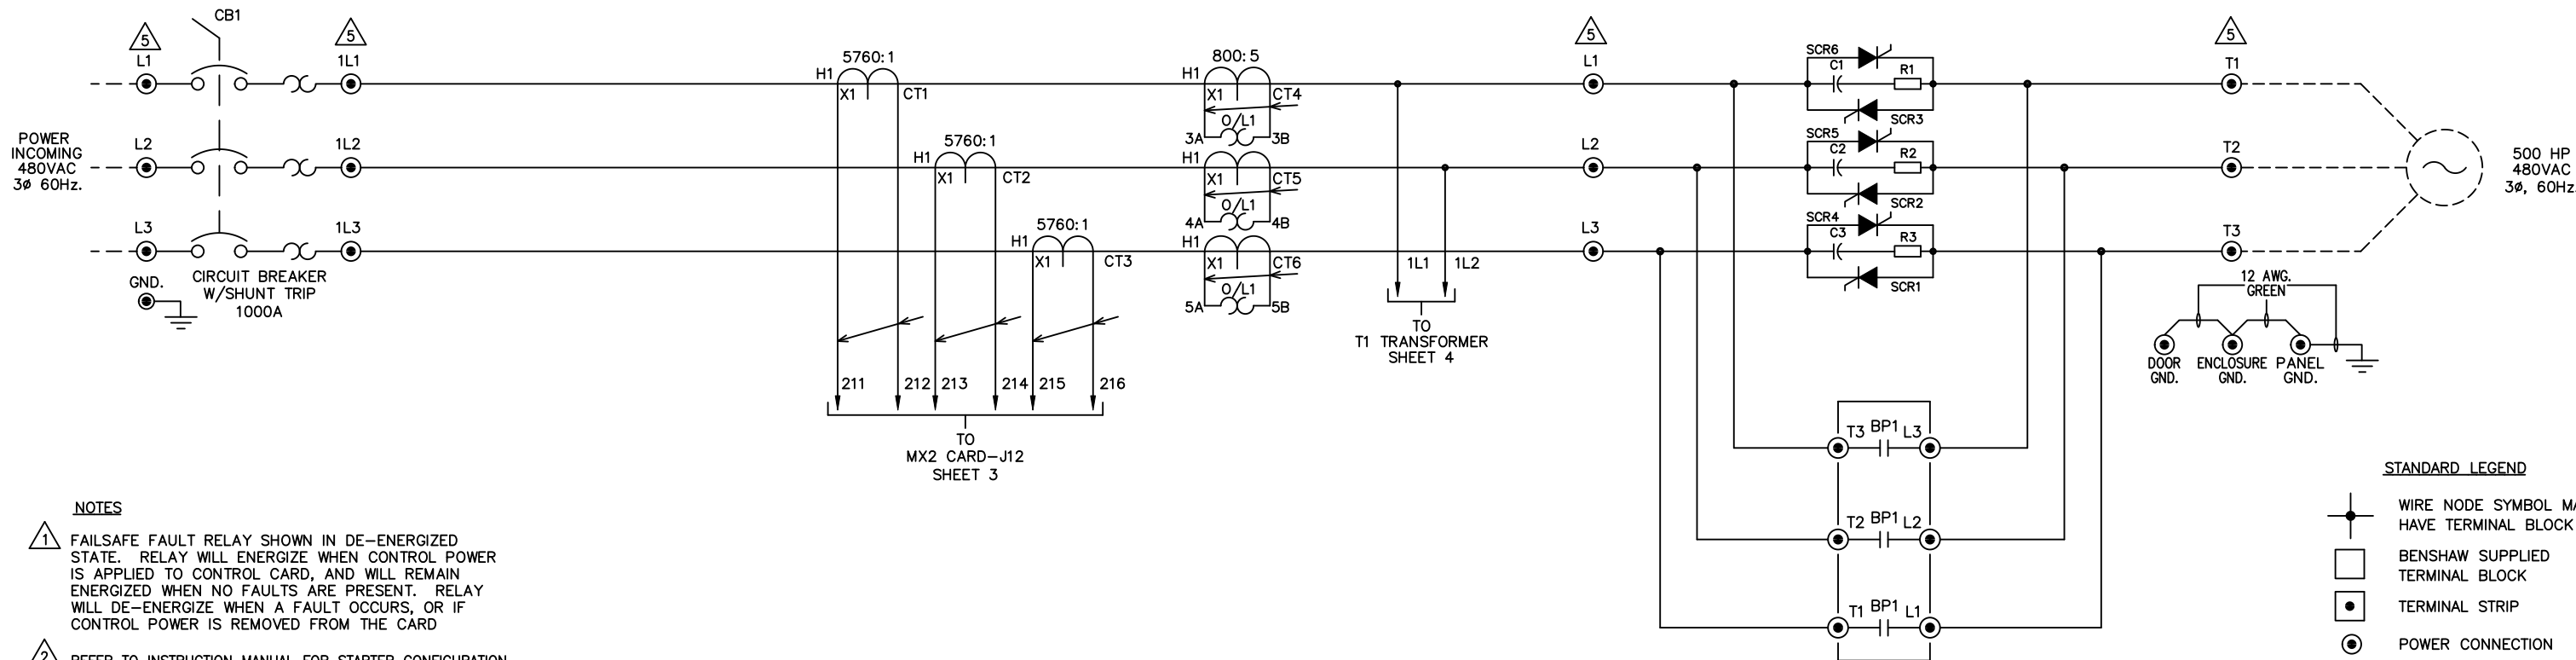 CB1
5
5
5
5
L1
1L1
5760:1
H1
X1
CT1
800:5
H1
X1
CT4
O/L1
3A
3B
L1
SCR6
C1
R1
SCR3
T1
POWER
INCOMING
480VAC
3ø 60Hz.
L2
1L2
5760:1
H1
X1
CT2
H1
X1
CT5
O/L1
4A
4B
L2
SCR5
C2
R2
SCR2
T2
500 HP
480VAC
3ø, 60Hz.
L3
1L3
5760:1
H1
X1
CT3
H1
X1
CT6
O/L1
5A
5B
1L1
1L2
L3
SCR4
C3
R3
SCR1
T3
GND.
CIRCUIT BREAKER
W/SHUNT TRIP
1000A
TO
T1 TRANSFORMER
SHEET 4
12 AWG.
GREEN
DOOR
GND.
ENCLOSURE
GND.
PANEL
GND.
211
212
213
214
215
216
TO
MX2 CARD-J12
SHEET 3
T3
BP1
L3
T2
BP1
L2
T1
BP1
L1
NOTES
1
FAILSAFE FAULT RELAY SHOWN IN DE-ENERGIZED
STATE. RELAY WILL ENERGIZE WHEN CONTROL POWER
IS APPLIED TO CONTROL CARD, AND WILL REMAIN
ENERGIZED WHEN NO FAULTS ARE PRESENT. RELAY
WILL DE-ENERGIZE WHEN A FAULT OCCURS, OR IF
CONTROL POWER IS REMOVED FROM THE CARD
2
REFER TO INSTRUCTION MANUAL FOR STARTER CONFIGURATION
STANDARD LEGEND
WIRE NODE SYMBOL
HAVE TERMINAL BLOCK
BENSHAW SUPPLIED
TERMINAL BLOCK
TERMINAL STRIP
POWER CONNECTION